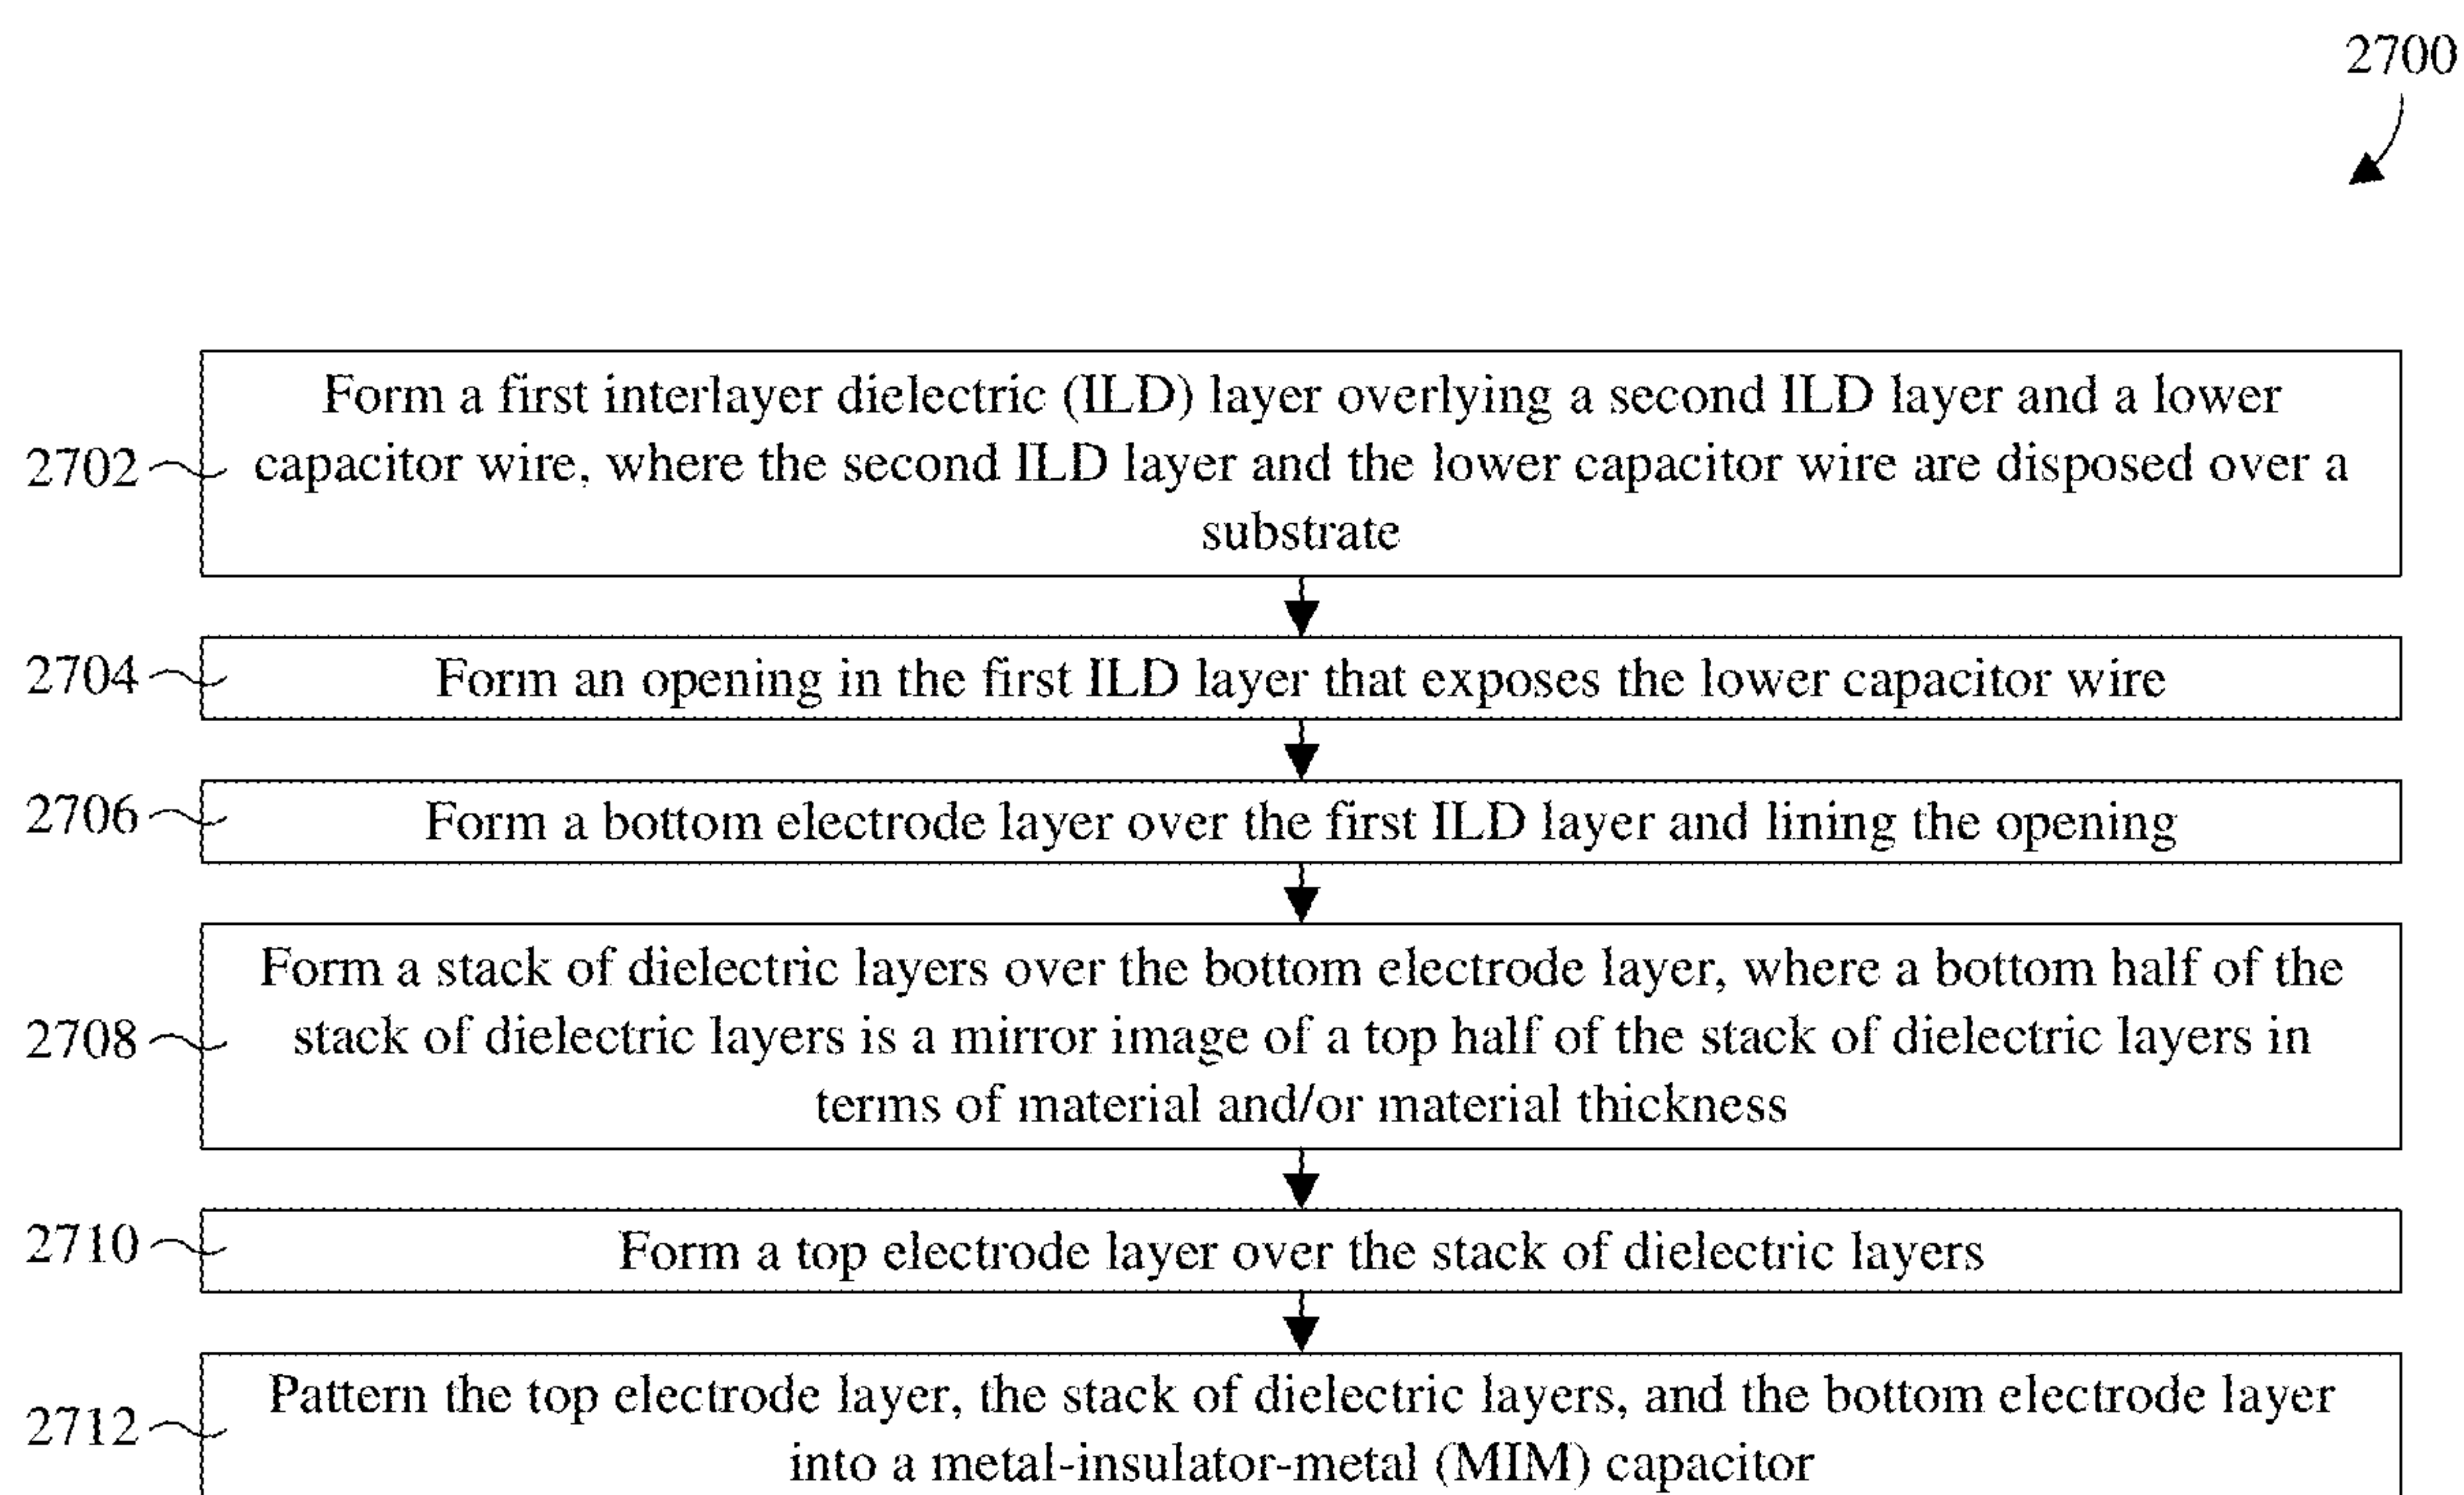 2700
Form a first interlayer dielectric (ILD) layer overlying a second ILD layer and a lower
2702
capacitor wire, where the second ILD layer and the lower capacitor wire are disposed over a
substrate
2704
Form an opening in the first ILD layer that exposes the lower capacitor wire
2706
Form a bottom electrode layer over the first ILD layer and lining the opening
Form a stack of dielectric layers over the bottom electrode layer, where a bottom half of the
2708
stack of dielectric layers is a mirror image of a top half of the stack of dielectric layers in
terms of material and/or material thickness
2710
Form a top electrode layer over the stack of dielectric layers
Pattern the top electrode layer, the stack of dielectric layers, and the bottom electrode layer
2712
into a metal-insulator-metal (MIM) capacitor